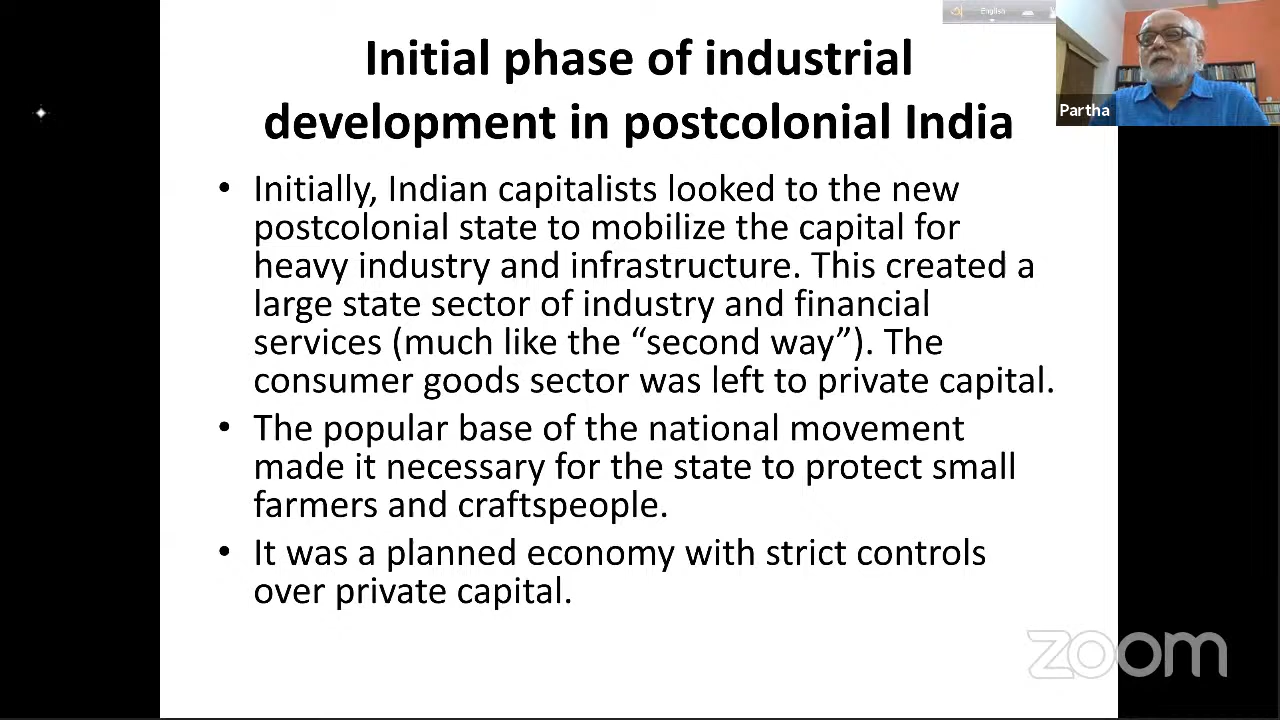 English
Initial phase of industrial
development in postcolonial India
Partha
• Initially, Indian capitalists looked to the new
postcolonial state to mobilize the capital for
heavy industry and infrastructure. This created a
large state sector of industry and financial
services (much like the “second way”). The
consumer goods sector was left to private capital.
• The popular base of the national movement
made it necessary for the state to protect small
farmers and craftspeople.
• It was a planned economy with strict controls
over private capital.
zoom